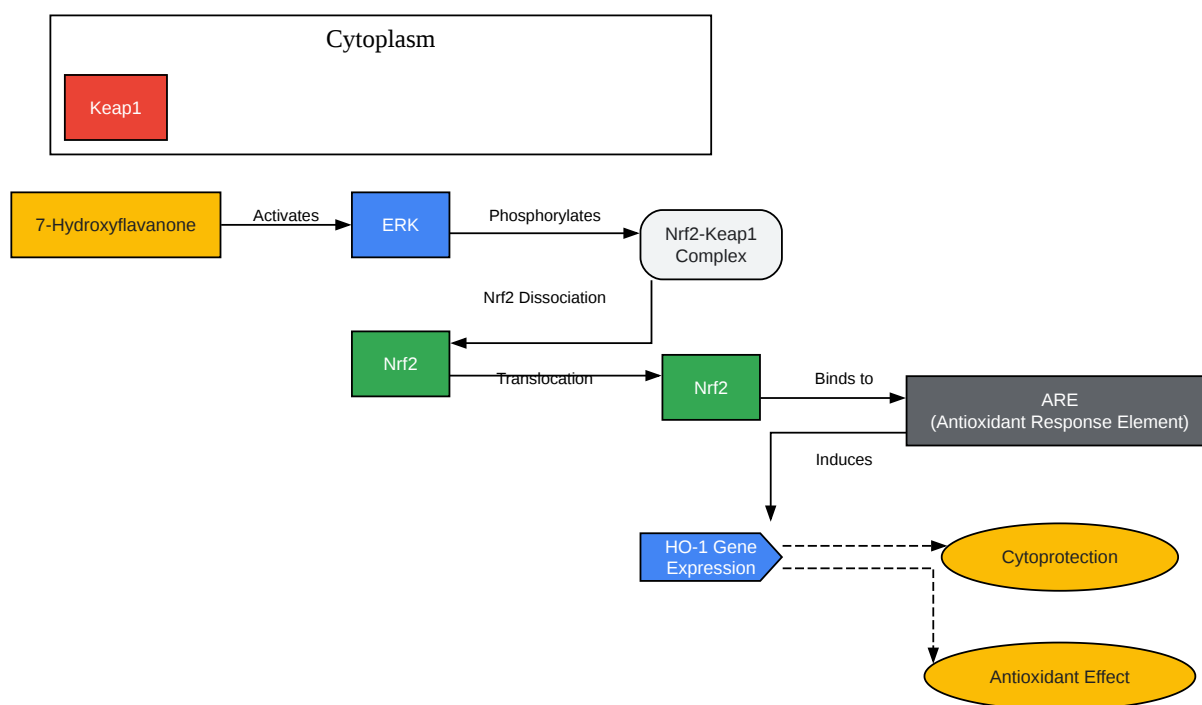 Cytoplasm
Keap1
7-Hydroxyflavanone
Activates
ERK
Phosphorylates
Nrf2-Keap1
Complex
Nrf2 Dissociation
Nrf2
Translocation
Nrf2
Binds to
ARE
(Antioxidant Response Element)
Induces
HO-1 Gene
Expression
Cytoprotection
Antioxidant Effect